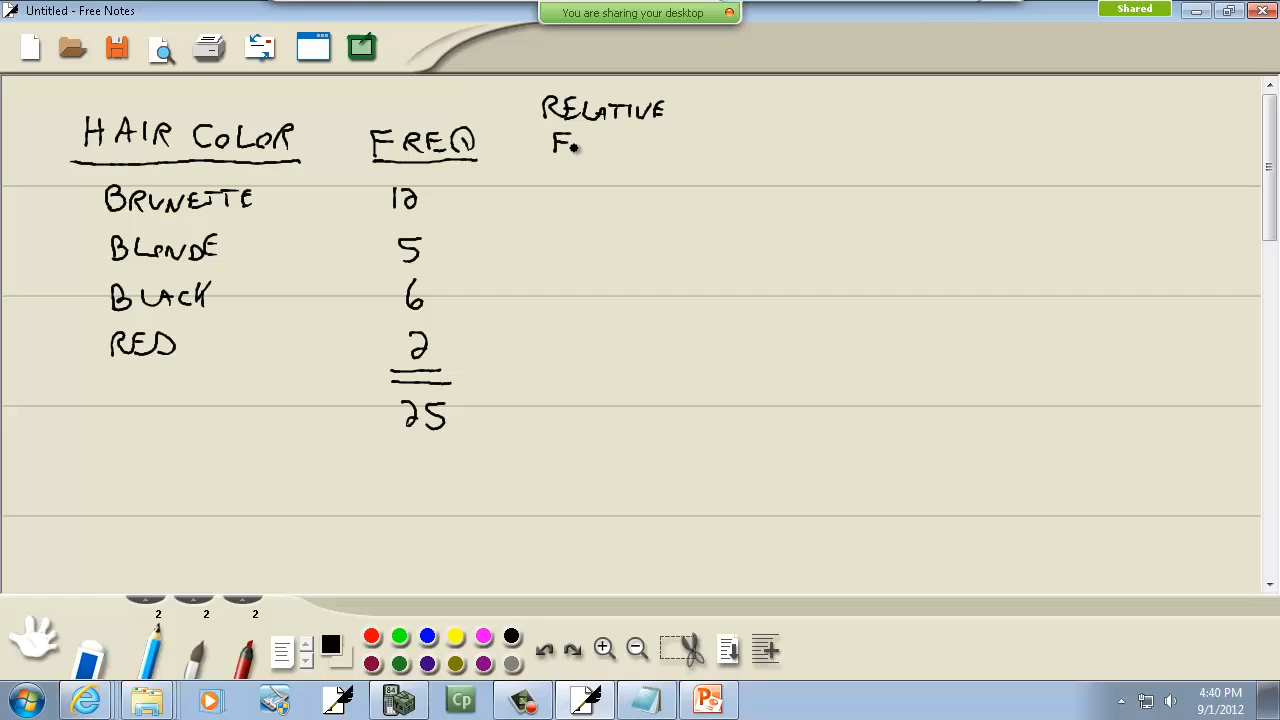 Untitled - Free Notes
You are sharing your desktop
Shared
RELATIVE
HAIR COLOR FREQ F
BRUNETTE 12
BLONDE 5
BLACK 6
RED 2
25
2 2 2
84
Cp
4:40 PM
9/1/2012